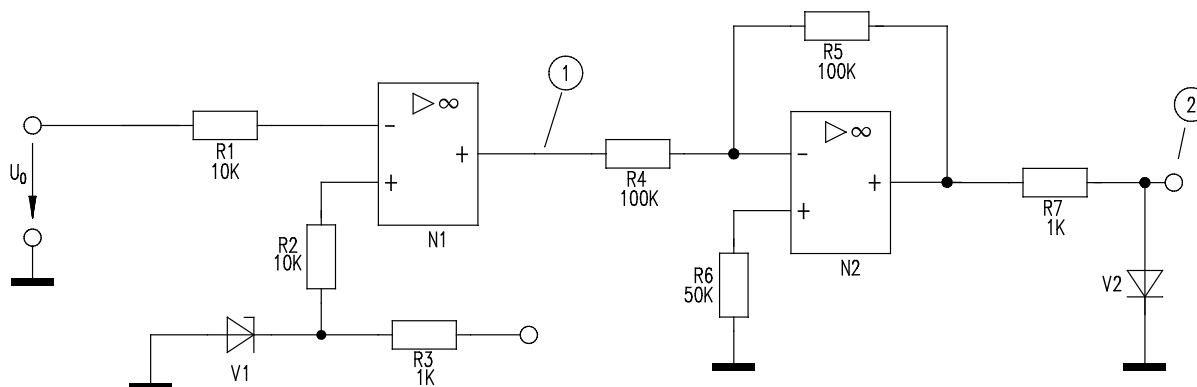 U0
R1
10K
▷∞
−
+
+
N1
R2
10K
V1
R3
1K
1
R4
100K
R5
100K
▷∞
−
+
+
N2
R6
50K
R7
1K
2
V2